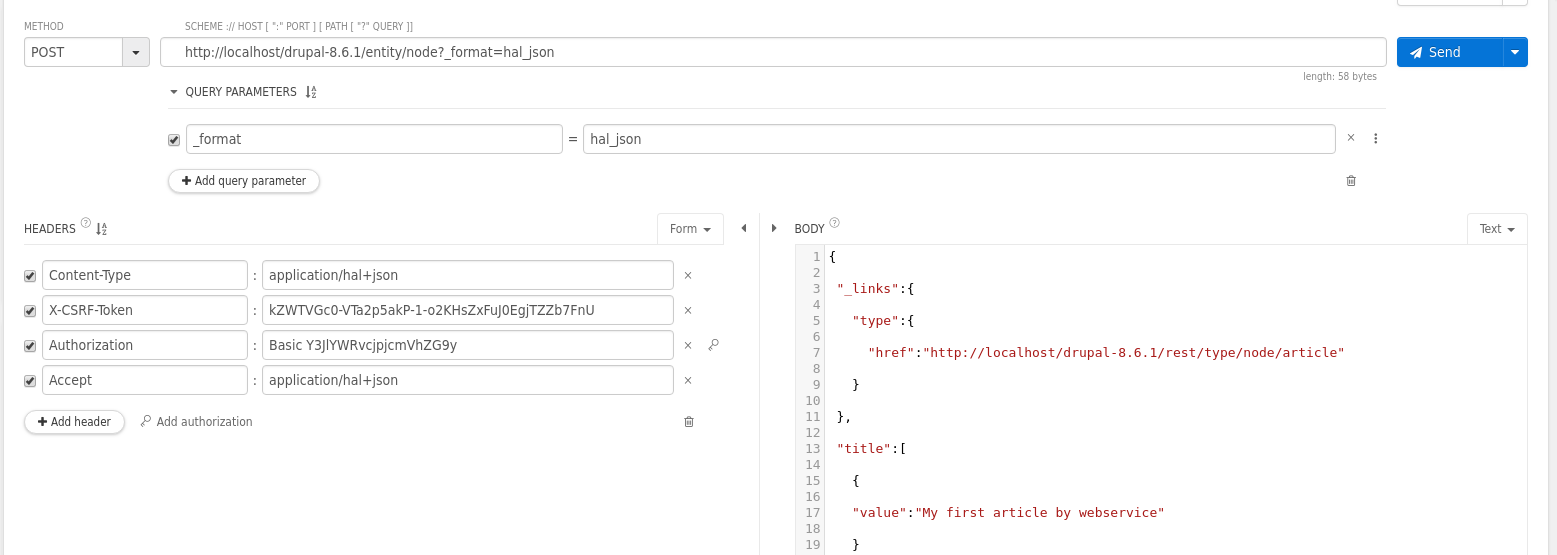 METHOD SCHEME :// HOST [ ":" PORT ] [ PATH [ "?" QUERY ]]
POST http://localhost/drupal-8.6.1/entity/node?_format=hal_json Send
length: 58 bytes
QUERY PARAMETERS
_format = hal_json
Add query parameter
HEADERS ? Form
Content-Type : application/hal+json
X-CSRF-Token : kZWTVGc0-VTa2p5akP-1-o2KHsZxFuJ0EgjTZZb7FnU
Authorization : Basic Y3JlYWRvcjpjcmVhZG9y
Accept : application/hal+json
Add header Add authorization
BODY ? Text
1 {
2
3 "_links":{
4
5 "type":{
6
7 "href":"http://localhost/drupal-8.6.1/rest/type/node/article"
8
9 }
10
11 },
12
13 "title":[
14
15 {
16
17 "value":"My first article by webservice"
18
19 }